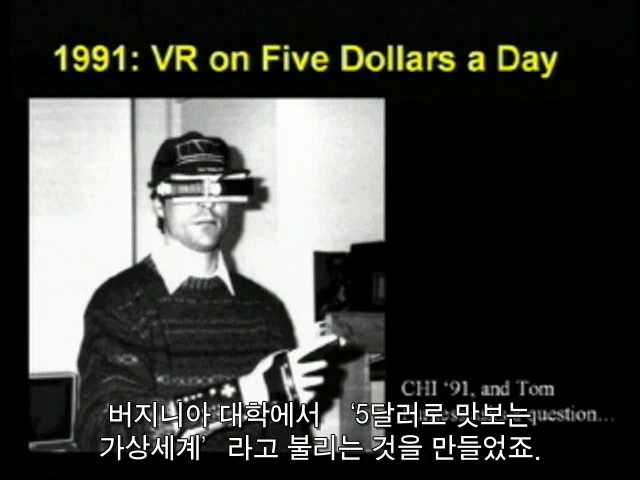 1991: VR on Five Dollars a Day
CHI ‘91, and Tom
question...
버지니아 대학에서 ‘5달러로 맛보는
가상세계’ 라고 불리는 것을 만들었죠.